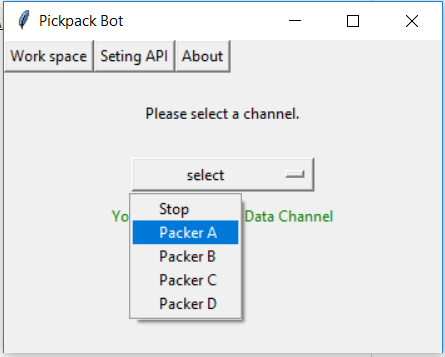 Pickpack Bot
Work space Seting API About
Please select a channel.
select
Stop
Yo Data Channel
Packer A
Packer B
Packer C
Packer D